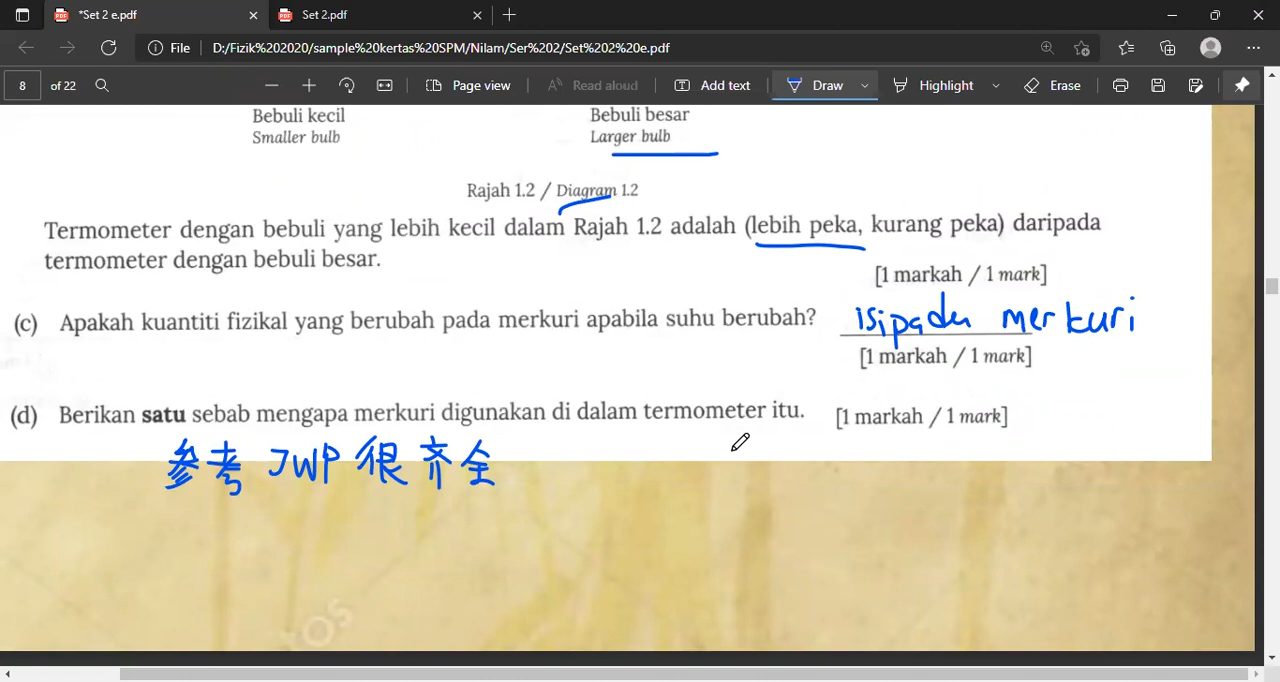 *Set 2 e.pdf
Set 2.pdf
File D:/Fizik%202020/sample%20kertas%20SPM/Nilam/Ser%202/Set%202%20e.pdf
8 of 22 Page view Read aloud Add text Draw Highlight Erase
Bebuli kecil Bebuli besar
Smaller bulb Larger bulb
Rajah 1.2 / Diagram 1.2
Termometer dengan bebuli yang lebih kecil dalam Rajah 1.2 adalah (lebih peka, kurang peka) daripada
termometer dengan bebuli besar.
[1 markah / 1 mark]
(c) Apakah kuantiti fizikal yang berubah pada merkuri apabila suhu berubah? isipadu merkuri
[1 markah / 1 mark]
(d) Berikan satu sebab mengapa merkuri digunakan di dalam termometer itu. [1 markah / 1 mark]
参考 JWP 很齐全